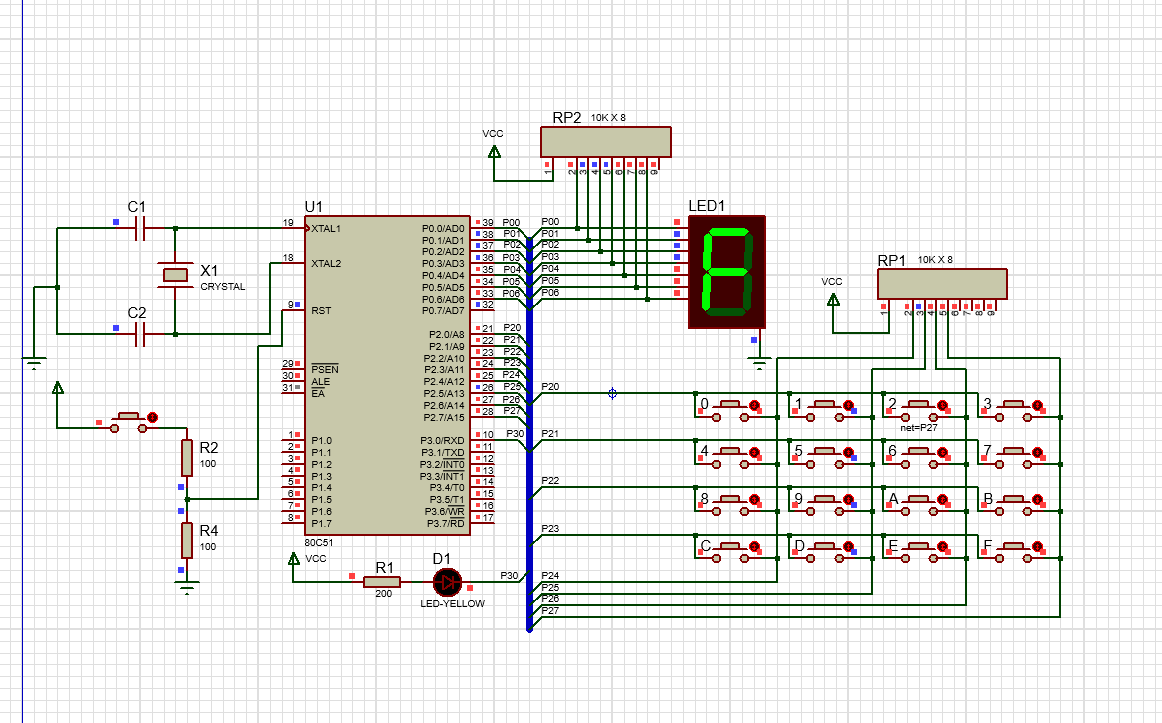 RP2 10K X 8
VCC
1 2 3 4 5 6 7 8 9
C1
U1
LED1
19 XTAL1
P0.0/AD0 39 P00 P00
P0.1/AD1 38 P01 P01
P0.2/AD2 37 P02 P02
P0.3/AD3 36 P03 P03
P0.4/AD4 35 P04 P04
P0.5/AD5 34 P05 P05
P0.6/AD6 33 P06 P06
P0.7/AD7 32
18 XTAL2
X1
CRYSTAL
RP1 10K X 8
VCC
1 2 3 4 5 6 7 8 9
C2
9 RST
P2.0/A8 21 P20
P2.1/A9 22 P21
P2.2/A10 23 P22
P2.3/A11 24 P23
P2.4/A12 25 P24
P2.5/A13 26 P25
P2.6/A14 27 P26
P2.7/A15 28 P27
29 PSEN
30 ALE
31 EA
P20
0 1 2 3
net=P27
P3.0/RXD 10 P30
P3.1/TXD 11
P3.2/INT0 12
P3.3/INT1 13
P3.4/T0 14
P3.5/T1 15
P3.6/WR 16
P3.7/RD 17
1 P1.0
2 P1.1
3 P1.2
4 P1.3
5 P1.4
6 P1.5
7 P1.6
8 P1.7
80C51
P21
4 5 6 7
P22
8 9 A B
P23
C D E F
R2
100
R4
100
VCC
R1
200
D1
LED-YELLOW
P30
P24
P25
P26
P27